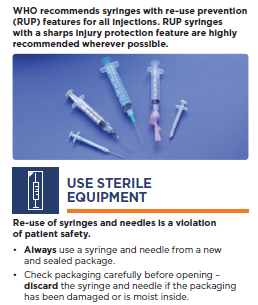 WHO recommends syringes with re-use prevention
(RUP) features for all injections. RUP syringes
with a sharps injury protection feature are highly
recommended wherever possible.
USE STERILE
EQUIPMENT
Re-use of syringes and needles is a violation
of patient safety.
• Always use a syringe and needle from a new
and sealed package.
• Check packaging carefully before opening –
discard the syringe and needle if the packaging
has been damaged or is moist inside.